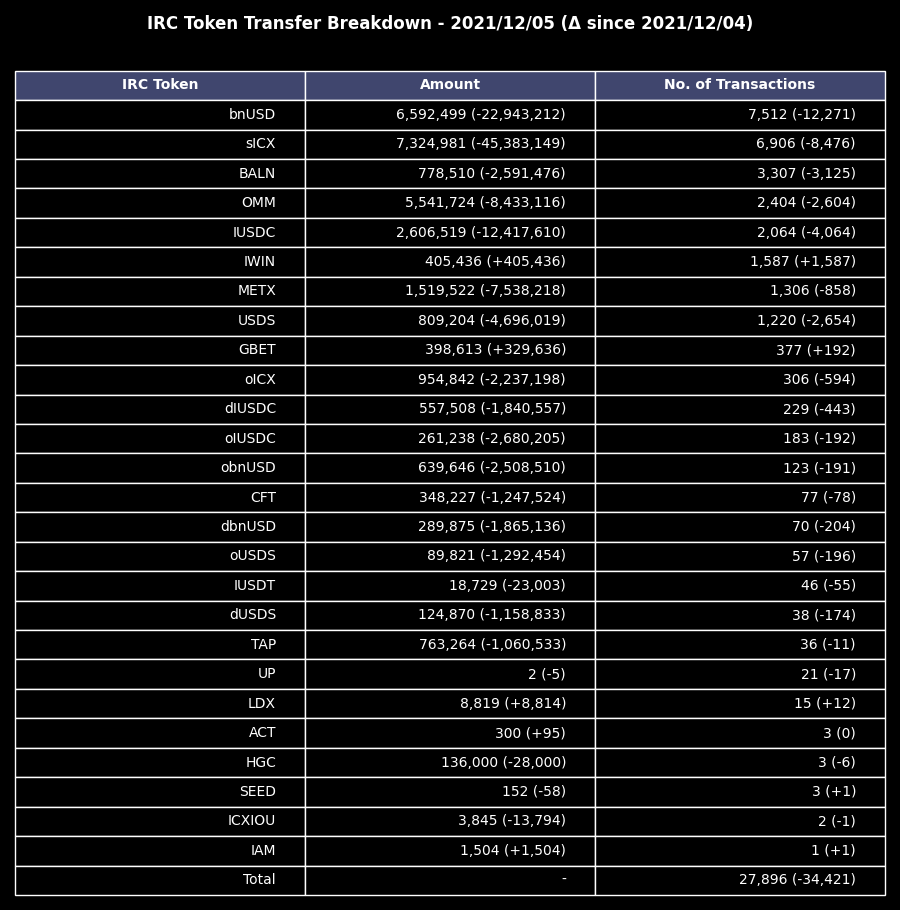 IRC Token Transfer Breakdown - 2021/12/05 (Δ since 2021/12/04)
IRC Token Amount No. of Transactions
bnUSD 6,592,499 (-22,943,212) 7,512 (-12,271)
sICX 7,324,981 (-45,383,149) 6,906 (-8,476)
BALN 778,510 (-2,591,476) 3,307 (-3,125)
OMM 5,541,724 (-8,433,116) 2,404 (-2,604)
IUSDC 2,606,519 (-12,417,610) 2,064 (-4,064)
IWIN 405,436 (+405,436) 1,587 (+1,587)
METX 1,519,522 (-7,538,218) 1,306 (-858)
USDS 809,204 (-4,696,019) 1,220 (-2,654)
GBET 398,613 (+329,636) 377 (+192)
oICX 954,842 (-2,237,198) 306 (-594)
dIUSDC 557,508 (-1,840,557) 229 (-443)
oIUSDC 261,238 (-2,680,205) 183 (-192)
obnUSD 639,646 (-2,508,510) 123 (-191)
CFT 348,227 (-1,247,524) 77 (-78)
dbnUSD 289,875 (-1,865,136) 70 (-204)
oUSDS 89,821 (-1,292,454) 57 (-196)
IUSDT 18,729 (-23,003) 46 (-55)
dUSDS 124,870 (-1,158,833) 38 (-174)
TAP 763,264 (-1,060,533) 36 (-11)
UP 2 (-5) 21 (-17)
LDX 8,819 (+8,814) 15 (+12)
ACT 300 (+95) 3 (0)
HGC 136,000 (-28,000) 3 (-6)
SEED 152 (-58) 3 (+1)
ICXIOU 3,845 (-13,794) 2 (-1)
IAM 1,504 (+1,504) 1 (+1)
Total - 27,896 (-34,421)